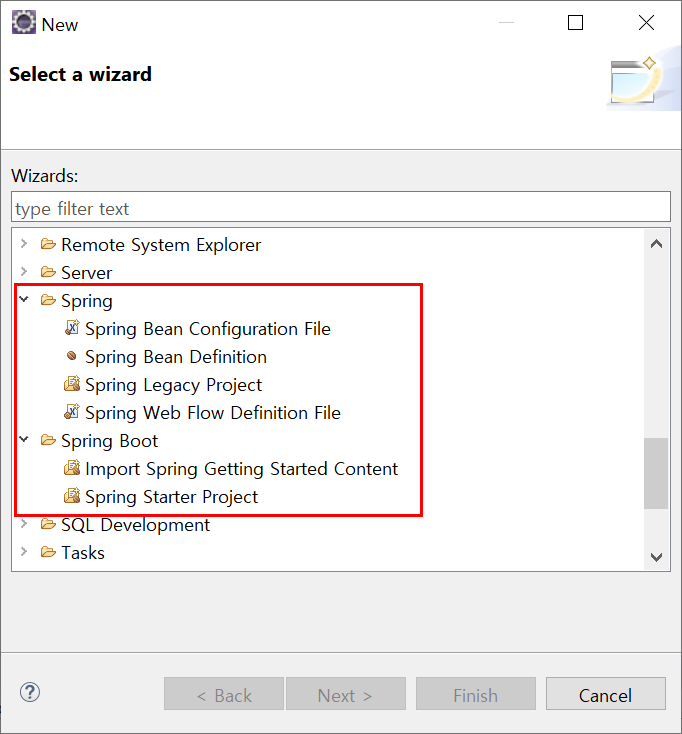 New
Select a wizard
Wizards:
type filter text
Remote System Explorer
Server
Spring
Spring Bean Configuration File
Spring Bean Definition
Spring Legacy Project
Spring Web Flow Definition File
Spring Boot
Import Spring Getting Started Content
Spring Starter Project
SQL Development
Tasks
? < Back Next > Finish Cancel